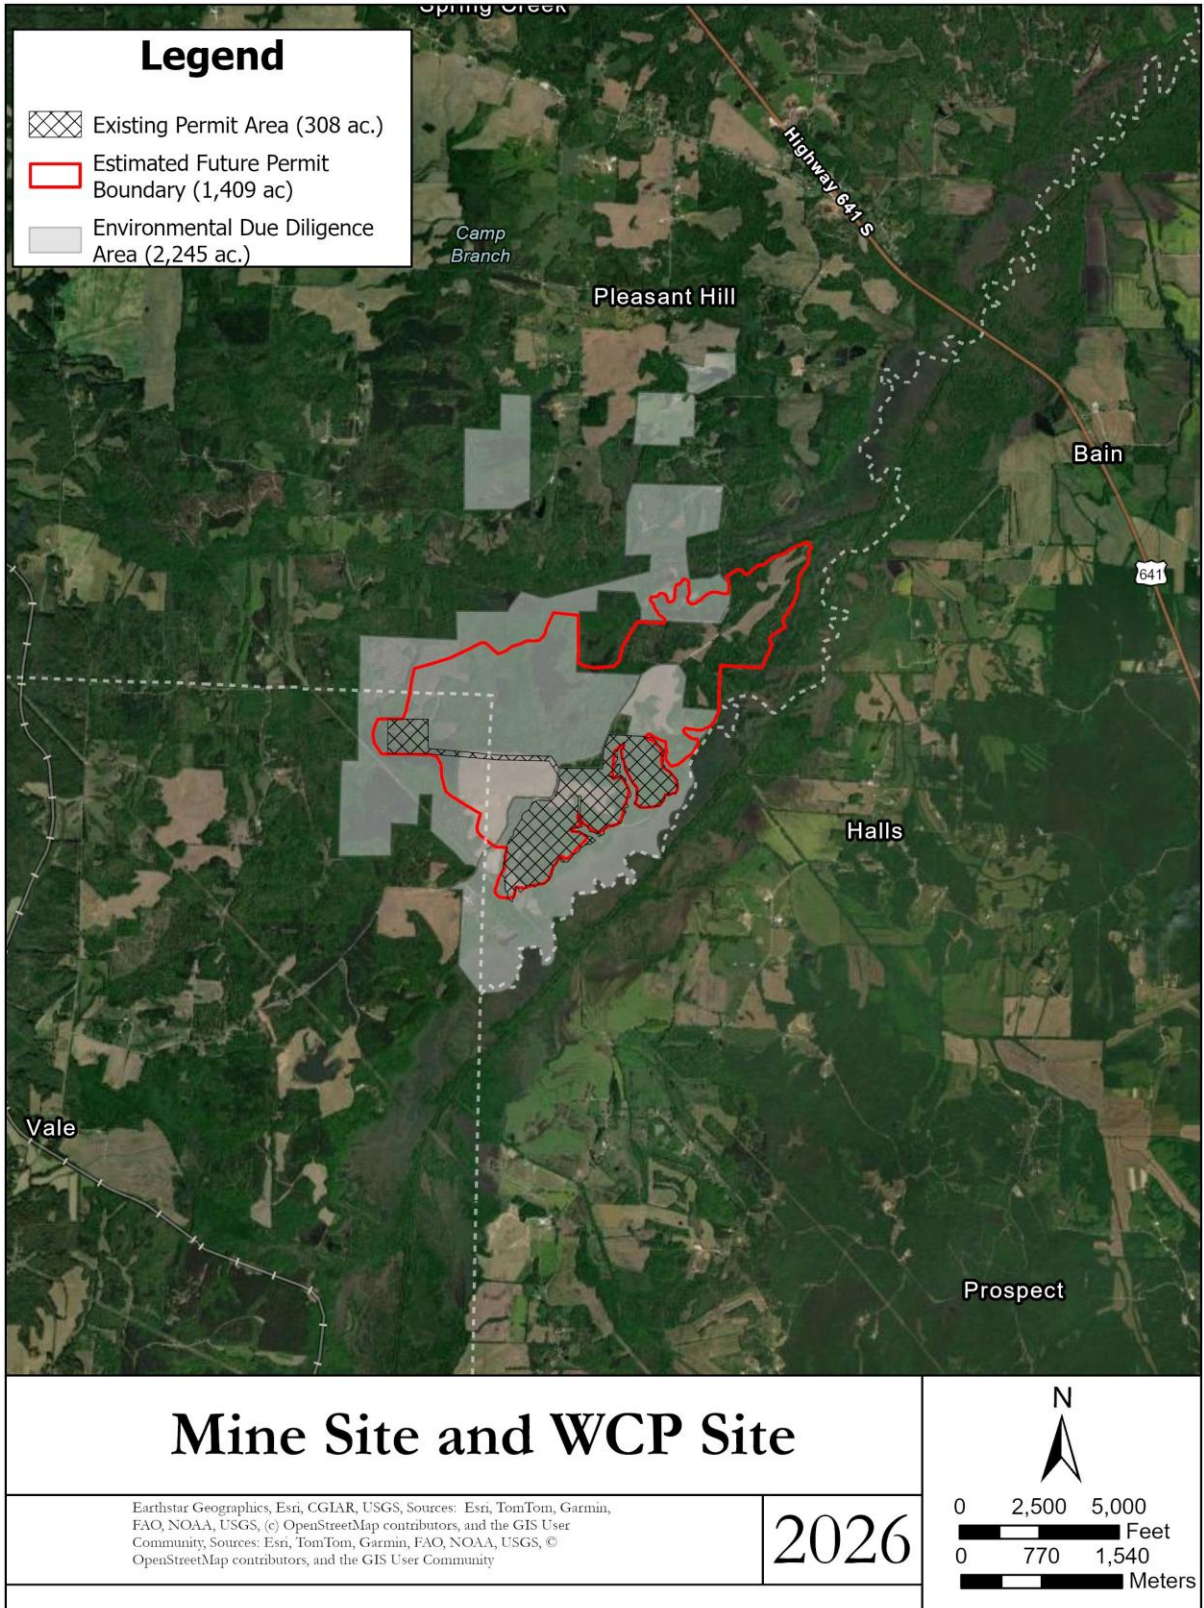 Spring Creek
Legend
Existing Permit Area (308 ac.)
Estimated Future Permit
Boundary (1,409 ac)
Environmental Due Diligence
Area (2,245 ac.)
Highway 641 S
Camp
Branch
Pleasant Hill
Bain
641
Halls
Vale
Prospect
Mine Site and WCP Site
Earthstar Geographics, Esri, CGIAR, USGS, Sources: Esri, TomTom, Garmin,
FAO, NOAA, USGS, (c) OpenStreetMap contributors, and the GIS User
Community, Sources: Esri, TomTom, Garmin, FAO, NOAA, USGS, ©
OpenStreetMap contributors, and the GIS User Community
2026
N
0 2,500 5,000
Feet
0 770 1,540
Meters